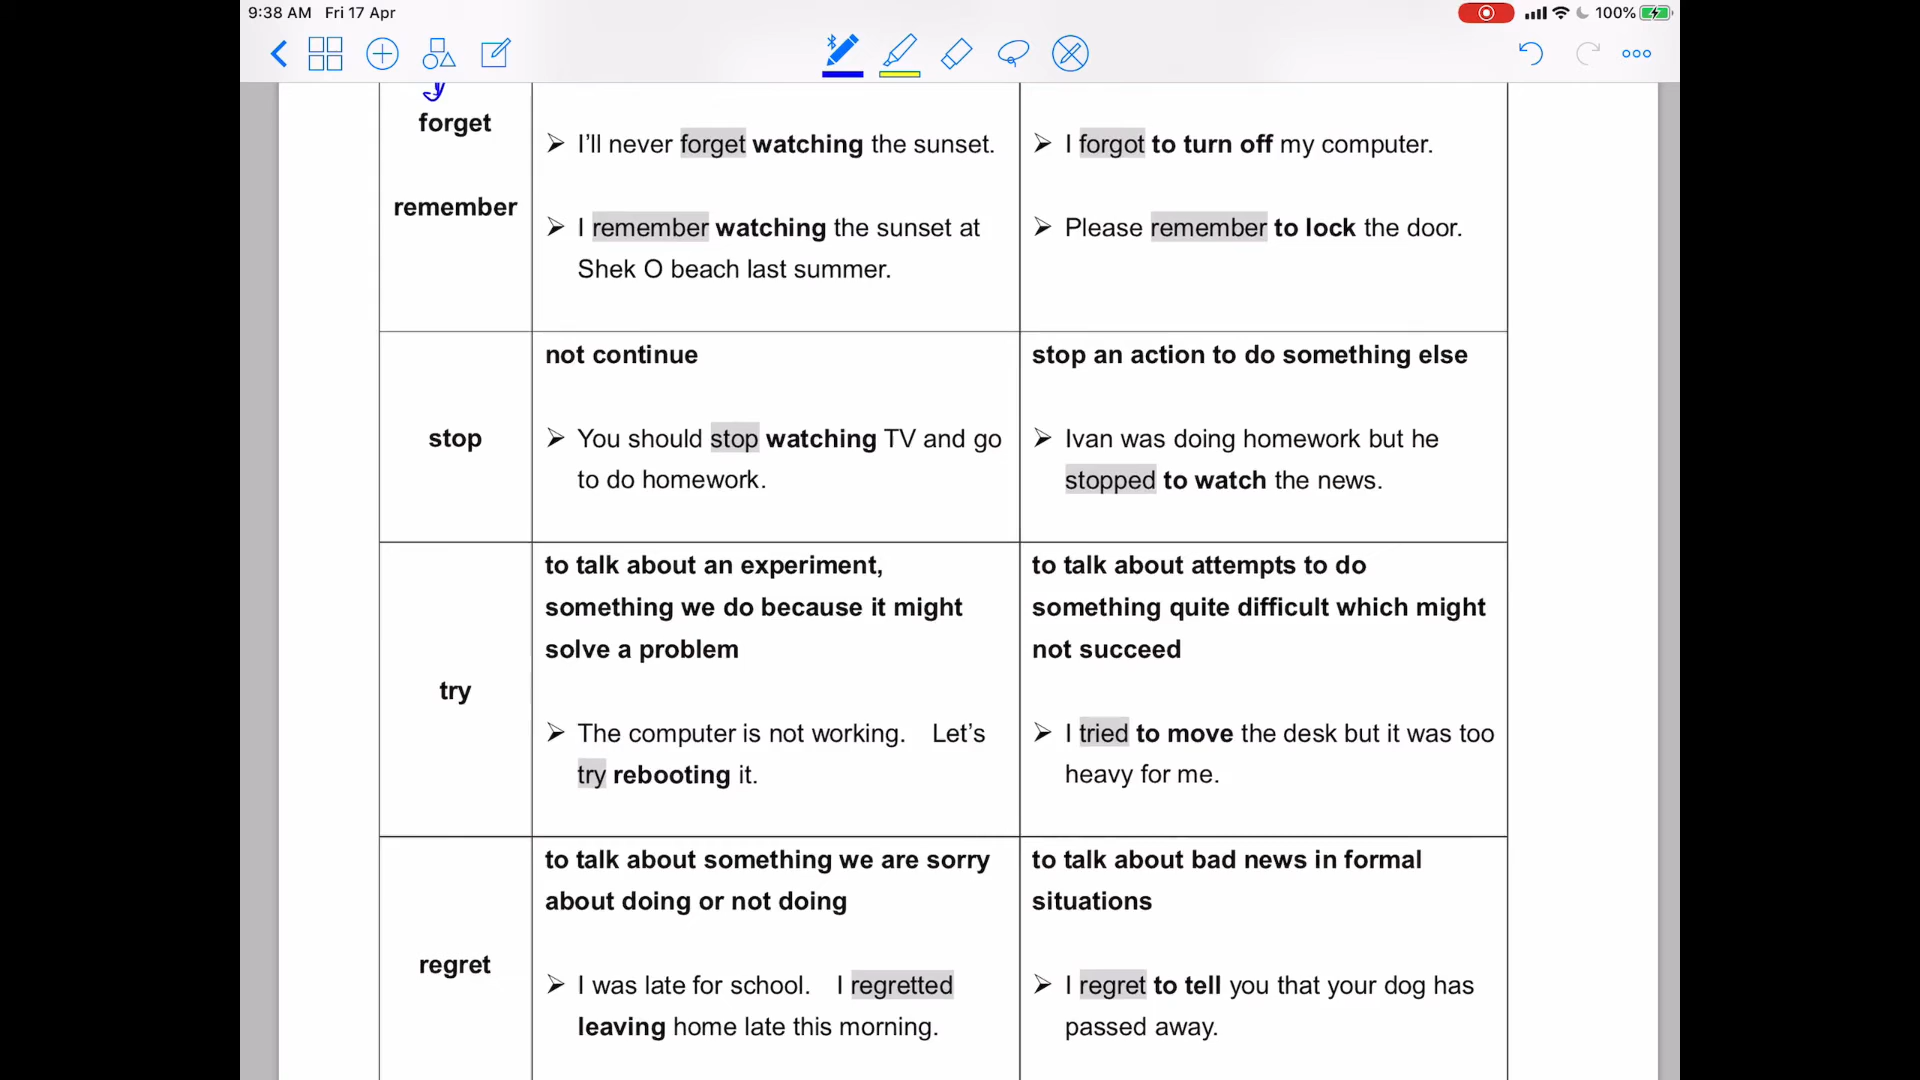 9:38 AM Fri 17 Apr
100%
forget
I'll never forget watching the sunset.
I forgot to turn off my computer.
remember
I remember watching the sunset at
Shek O beach last summer.
Please remember to lock the door.
stop
not continue
You should stop watching TV and go
to do homework.
stop an action to do something else
Ivan was doing homework but he
stopped to watch the news.
try
to talk about an experiment,
something we do because it might
solve a problem
The computer is not working. Let's
try rebooting it.
to talk about attempts to do
something quite difficult which might
not succeed
I tried to move the desk but it was too
heavy for me.
regret
to talk about something we are sorry
about doing or not doing
I was late for school. I regretted
leaving home late this morning.
to talk about bad news in formal
situations
I regret to tell you that your dog has
passed away.